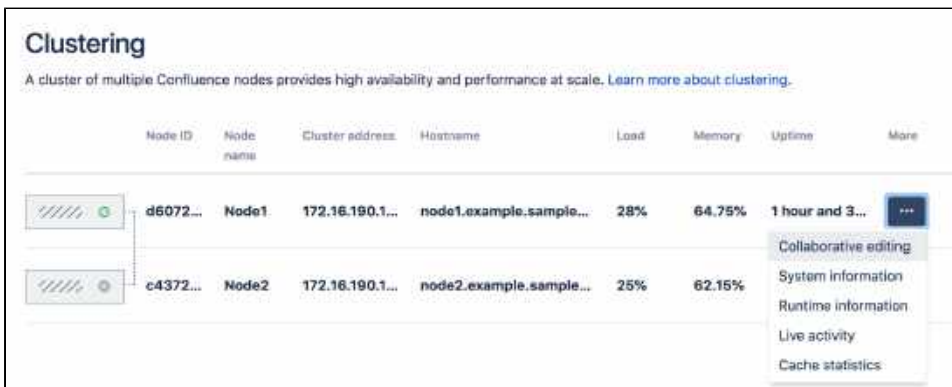 Clustering
A cluster of multiple Confluence nodes provides high availability and performance at scale. Learn more about clustering.
Node ID Node name Cluster address Hostname Load Memory Uptime More
d6072... Node1 172.16.190.1... node1.example.sample... 28% 64.75% 1 hour and 3... ...
Collaborative editing
System information
c4372... Node2 172.16.190.1... node2.example.sample... 25% 62.15%
Runtime information
Live activity
Cache statistics